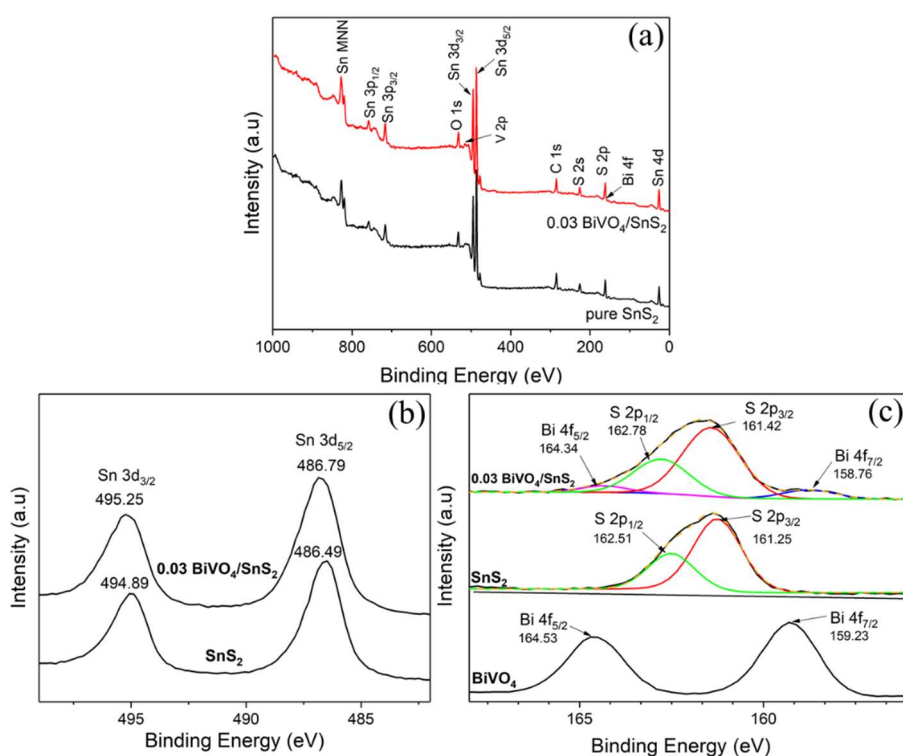 (a)
Sn MNN
Sn 3p1/2
Sn 3p3/2
O 1s
V 2p
Sn 3d3/2
Sn 3d5/2
C 1s
S 2s
S 2p
Bi 4f
Sn 4d
0.03 BiVO4/SnS2
pure SnS2
Intensity (a.u)
1000 800 600 400 200 0
Binding Energy (eV)
(b)
Sn 3d5/2
486.79
Sn 3d3/2
495.25
0.03 BiVO4/SnS2
486.49
494.89
SnS2
Intensity (a.u)
495 490 485
Binding Energy (eV)
(c)
S 2p1/2
162.78
S 2p3/2
161.42
Bi 4f5/2
164.34
Bi 4f7/2
158.76
0.03 BiVO4/SnS2
S 2p1/2
162.51
S 2p3/2
161.25
SnS2
Bi 4f5/2
164.53
Bi 4f7/2
159.23
BiVO4
Intensity (a.u)
165 160
Binding Energy (eV)